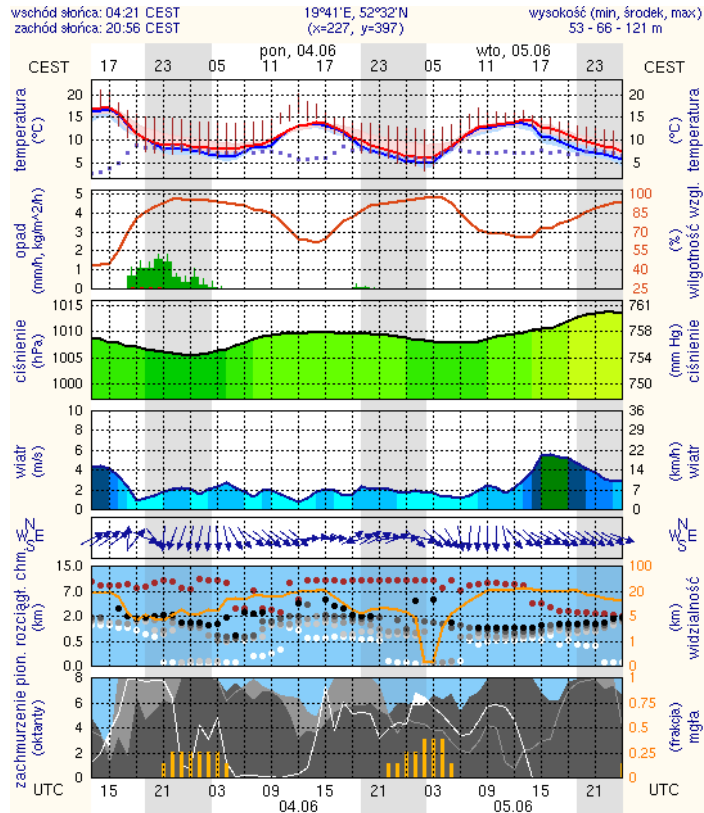 wschód słońca: 04:21 CEST 19°41'E, 52°32'N wysokość (min, środek, max)
zachód słońca: 20:56 CEST (x=227, y=397) 53 - 66 - 121 m
pon, 04.06 wto, 05.06
CEST 17 23 05 11 17 23 05 11 17 23 CEST
temperatura (°C)
20
15
10
5
20
15
10
5
temperatura (°C)
opad (mm/h, kg/m^2/h)
5
4
3
2
1
0
100
85
70
55
40
25
(%) wilgotność wzgl.
ciśnienie (hPa)
1015
1010
1005
1000
761
758
754
750
(mm Hg) ciśnienie
wiatr (m/s)
10
8
6
4
2
0
36
29
22
14
7
0
(km/h) wiatr
N
W E
S
N
W E
S
pion. rozciągł. chm. (km)
15.0
7.0
2.0
0.5
0.0
100
20
5
1
0
(km) widzialność
zachmurzenie (oktanty)
8
6
4
2
0
1
0.75
0.5
0.25
0
(frakcja) mgła
UTC 15 21 03 09 15 21 03 09 15 21 UTC
04.06 05.06